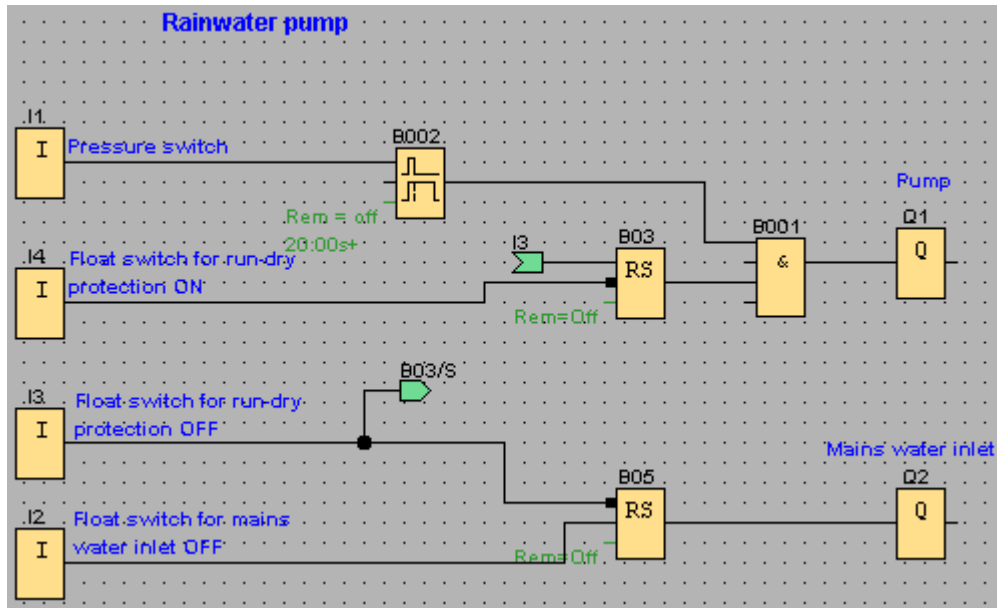 Rainwater pump
I1
I
Pressure switch
B002
Rem = off
20:00s+
Pump
Q1
Q
B001
&
I3
B03
RS
Rem=Off
I4
I
Float switch for run-dry
protection ON
B03/S
I3
I
Float switch for run-dry
protection OFF
Mains water inlet
B05
RS
Rem=Off
Q2
Q
I2
I
Float switch for mains
water inlet OFF